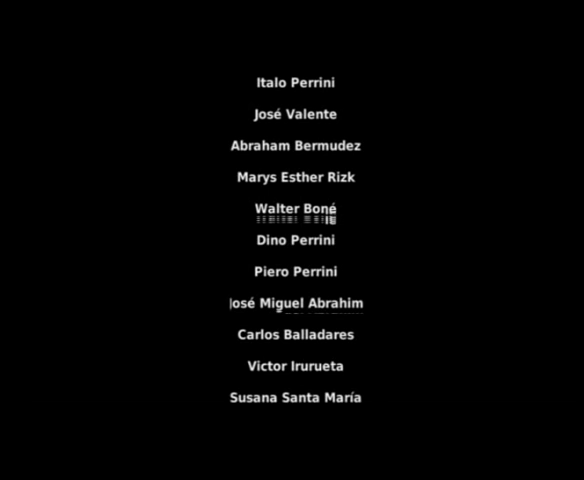 Italo Perrini
José Valente
Abraham Bermudez
Marys Esther Rizk
Walter Boné
Dino Perrini
Piero Perrini
José Miguel Abrahim
Carlos Balladares
Victor Irurueta
Susana Santa María